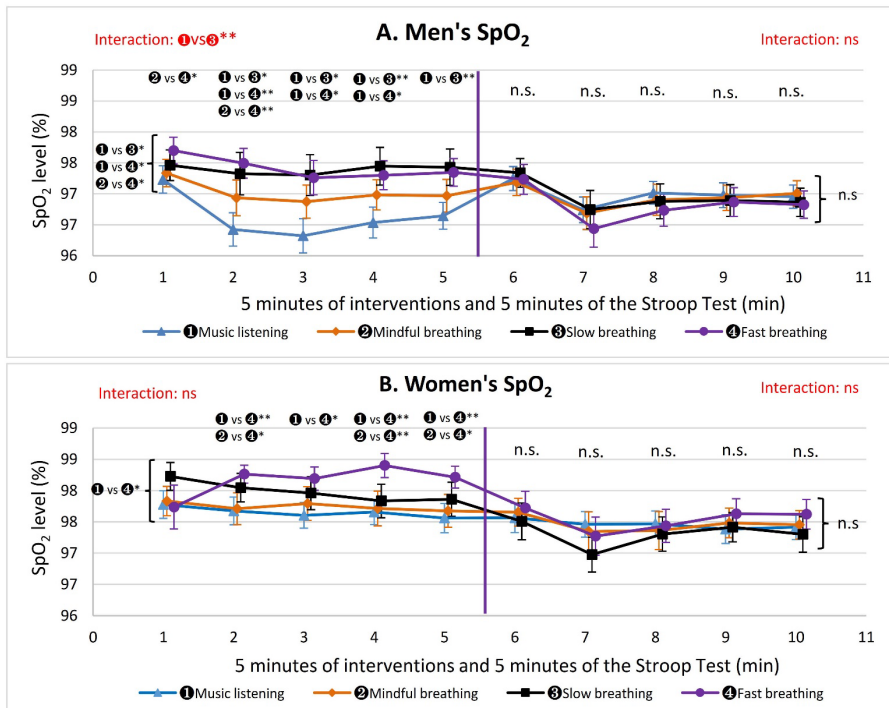 A. Men's SpO₂
Interaction: ❶vs❸**
Interaction: ns
❷ vs ❹*
❶ vs ❸*
❶ vs ❹**
❷ vs ❹**
❶ vs ❸*
❶ vs ❹*
❶ vs ❸**
❶ vs ❹*
❶ vs ❸**
n.s.
n.s.
n.s.
n.s.
n.s.
❶ vs ❸*
❶ vs ❹*
❷ vs ❹*
n.s
SpO₂ level (%)
99
99
98
98
97
97
96
0 1 2 3 4 5 6 7 8 9 10 11
5 minutes of interventions and 5 minutes of the Stroop Test (min)
❶Music listening ❷Mindful breathing ❸Slow breathing ❹Fast breathing
B. Women's SpO₂
Interaction: ns
Interaction: ns
❶ vs ❹**
❷ vs ❹*
❶ vs ❹*
❶ vs ❹**
❷ vs ❹**
❶ vs ❹**
❷ vs ❹*
n.s.
n.s.
n.s.
n.s.
n.s.
❶ vs ❹*
n.s
SpO₂ level (%)
99
99
98
98
97
97
96
0 1 2 3 4 5 6 7 8 9 10 11
5 minutes of interventions and 5 minutes of the Stroop Test (min)
❶Music listening ❷Mindful breathing ❸Slow breathing ❹Fast breathing